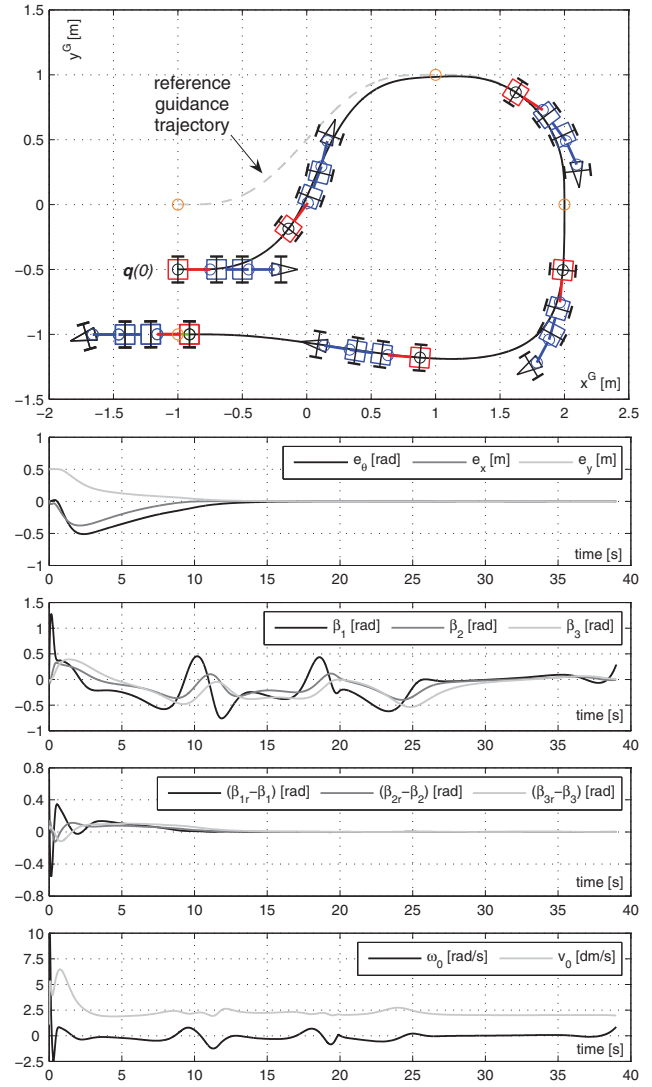 1.5
y^G [m]
1
0.5
0
−0.5
−1
−1.5
reference
guidance
trajectory
q(0)
x^G [m]
−2 −1.5 −1 −0.5 0 0.5 1 1.5 2 2.5
1
0.5
0
−0.5
−1
e_θ [rad] e_x [m] e_y [m]
time [s]
0 5 10 15 20 25 30 35 40
1.5
1
0.5
0
−0.5
−1
β_1 [rad] β_2 [rad] β_3 [rad]
time [s]
0 5 10 15 20 25 30 35 40
0.8
0.4
0
−0.4
−0.8
(β_1r−β_1) [rad] (β_2r−β_2) [rad] (β_3r−β_3) [rad]
time [s]
0 5 10 15 20 25 30 35 40
10
7.5
5
2.5
0
−2.5
ω_0 [rad/s] v_0 [dm/s]
time [s]
0 5 10 15 20 25 30 35 40